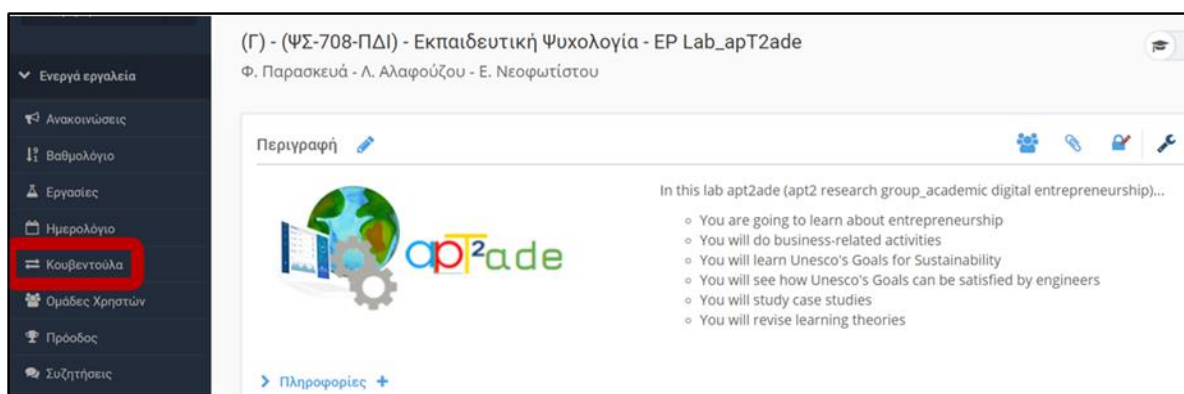 (Γ) - (ΨΣ-708-ΠΔΙ) - Εκπαιδευτική Ψυχολογία - EP Lab_apT2ade
Φ. Παρασκευά - Λ. Αλαφούζου - Ε. Νεοφωτίστου
Ενεργά εργαλεία
Ανακοινώσεις
Βαθμολόγιο
Εργασίες
Ημερολόγιο
Κουβεντούλα
Ομάδες Χρηστών
Πρόοδος
Συζητήσεις
Περιγραφή
apT2ade
In this lab apt2ade (apt2 research group_academic digital entrepreneurship)...
You are going to learn about entrepreneurship
You will do business-related activities
You will learn Unesco's Goals for Sustainability
You will see how Unesco's Goals can be satisfied by engineers
You will study case studies
You will revise learning theories
Πληροφορίες +